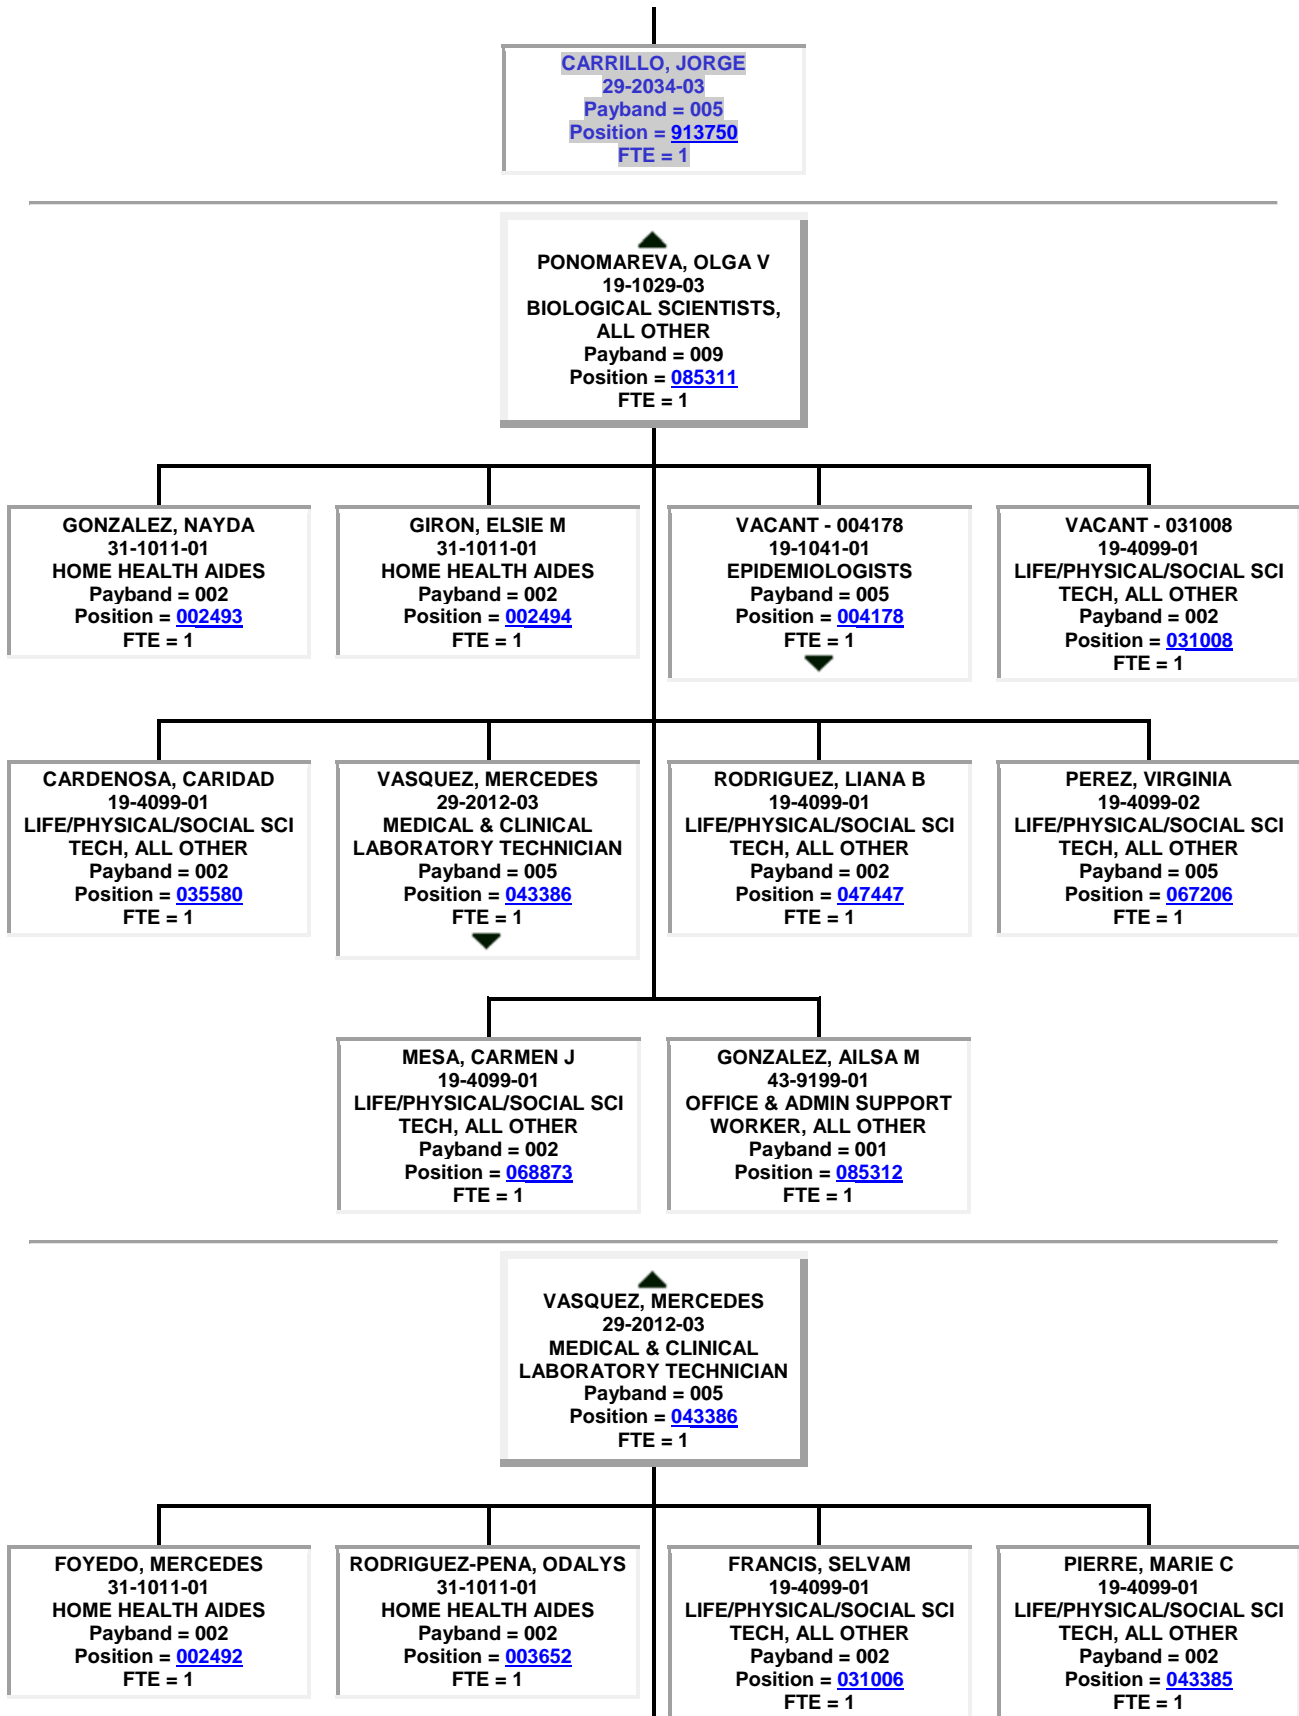 CARRILLO, JORGE
29-2034-03
Payband = 005
Position = 913750
FTE = 1
PONOMAREVA, OLGA V
19-1029-03
BIOLOGICAL SCIENTISTS,
ALL OTHER
Payband = 009
Position = 085311
FTE = 1
GONZALEZ, NAYDA
31-1011-01
HOME HEALTH AIDES
Payband = 002
Position = 002493
FTE = 1
GIRON, ELSIE M
31-1011-01
HOME HEALTH AIDES
Payband = 002
Position = 002494
FTE = 1
VACANT - 004178
19-1041-01
EPIDEMIOLOGISTS
Payband = 005
Position = 004178
FTE = 1
VACANT - 031008
19-4099-01
LIFE/PHYSICAL/SOCIAL SCI
TECH, ALL OTHER
Payband = 002
Position = 031008
FTE = 1
CARDENOSA, CARIDAD
19-4099-01
LIFE/PHYSICAL/SOCIAL SCI
TECH, ALL OTHER
Payband = 002
Position = 035580
FTE = 1
VASQUEZ, MERCEDES
29-2012-03
MEDICAL & CLINICAL
LABORATORY TECHNICIAN
Payband = 005
Position = 043386
FTE = 1
RODRIGUEZ, LIANA B
19-4099-01
LIFE/PHYSICAL/SOCIAL SCI
TECH, ALL OTHER
Payband = 002
Position = 047447
FTE = 1
PEREZ, VIRGINIA
19-4099-02
LIFE/PHYSICAL/SOCIAL SCI
TECH, ALL OTHER
Payband = 005
Position = 067206
FTE = 1
MESA, CARMEN J
19-4099-01
LIFE/PHYSICAL/SOCIAL SCI
TECH, ALL OTHER
Payband = 002
Position = 068873
FTE = 1
GONZALEZ, AILSA M
43-9199-01
OFFICE & ADMIN SUPPORT
WORKER, ALL OTHER
Payband = 001
Position = 085312
FTE = 1
VASQUEZ, MERCEDES
29-2012-03
MEDICAL & CLINICAL
LABORATORY TECHNICIAN
Payband = 005
Position = 043386
FTE = 1
FOYEDO, MERCEDES
31-1011-01
HOME HEALTH AIDES
Payband = 002
Position = 002492
FTE = 1
RODRIGUEZ-PENA, ODALYS
31-1011-01
HOME HEALTH AIDES
Payband = 002
Position = 003652
FTE = 1
FRANCIS, SELVAM
19-4099-01
LIFE/PHYSICAL/SOCIAL SCI
TECH, ALL OTHER
Payband = 002
Position = 031006
FTE = 1
PIERRE, MARIE C
19-4099-01
LIFE/PHYSICAL/SOCIAL SCI
TECH, ALL OTHER
Payband = 002
Position = 043385
FTE = 1